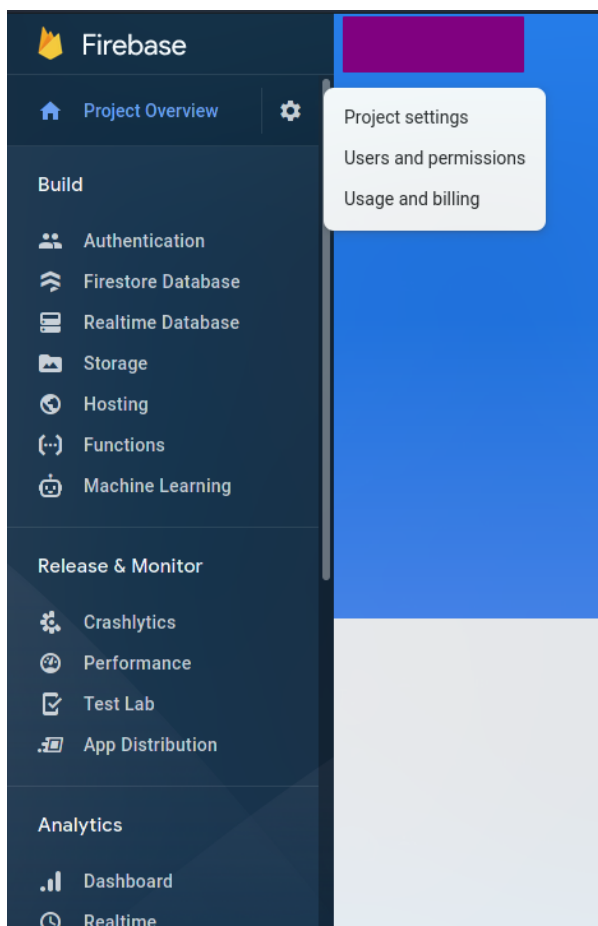 Firebase
Project Overview
Project settings
Users and permissions
Usage and billing
Build
Authentication
Firestore Database
Realtime Database
Storage
Hosting
Functions
Machine Learning
Release & Monitor
Crashlytics
Performance
Test Lab
App Distribution
Analytics
Dashboard
Realtime